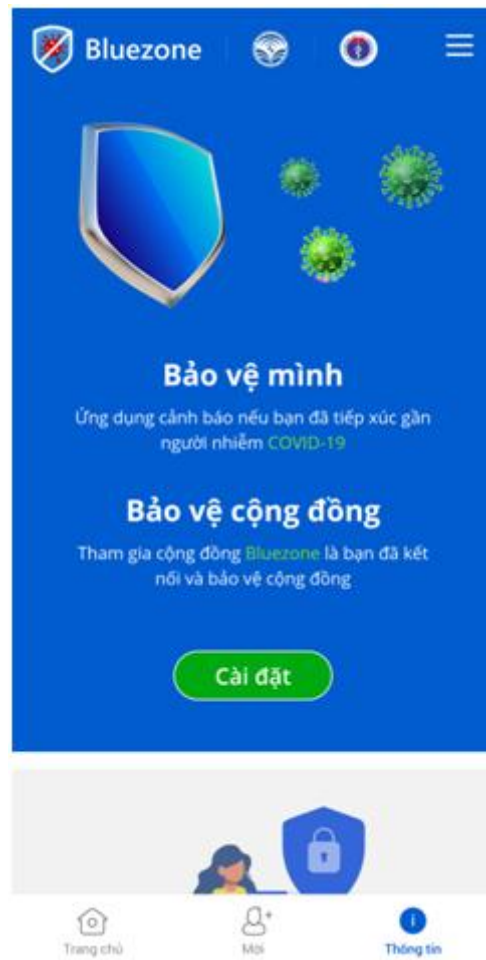 Bluezone
Bảo vệ mình
Ứng dụng cảnh báo nếu bạn đã tiếp xúc gần
người nhiễm COVID-19
Bảo vệ cộng đồng
Tham gia cộng đồng Bluezone là bạn đã kết
nối và bảo vệ cộng đồng
Cài đặt
Trang chủ
Mời
Thông tin